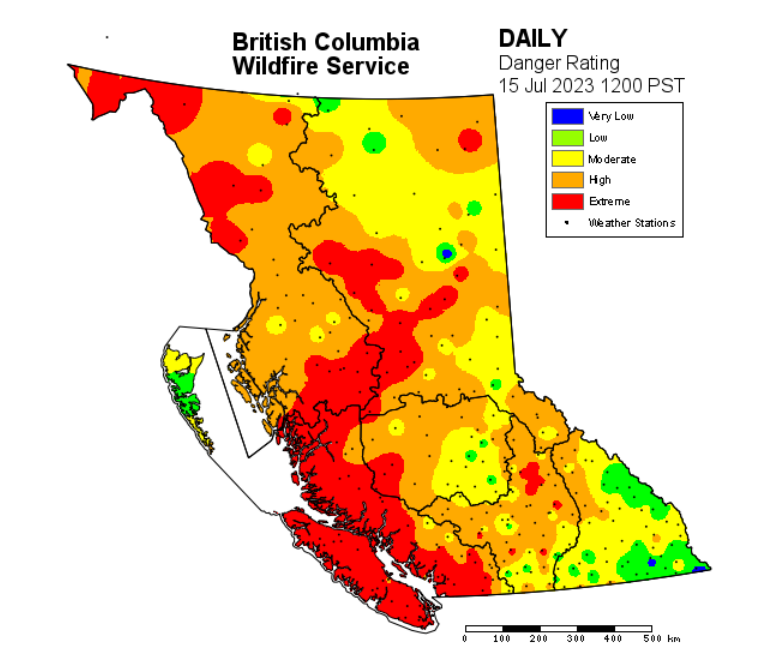 British Columbia
Wildfire Service
DAILY
Danger Rating
15 Jul 2023 1200 PST
Very Low
Low
Moderate
High
Extreme
Weather Stations
0 100 200 300 400 500 km